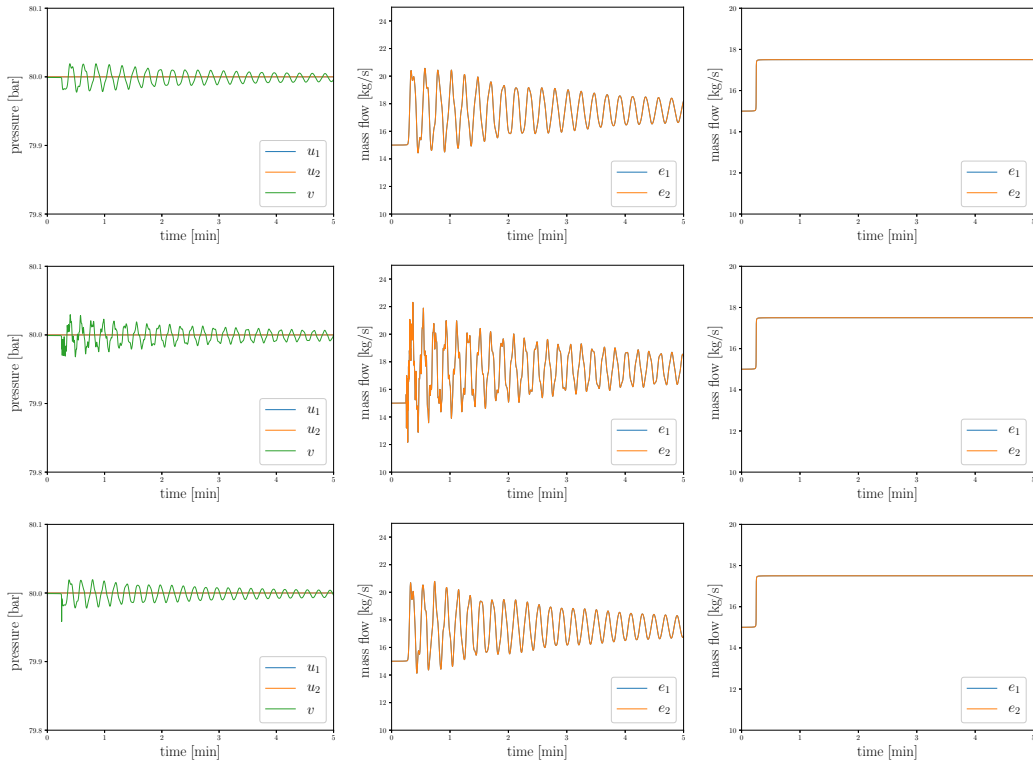 80.1
80.0
79.9
79.8
pressure [bar]
0 1 2 3 4 5
time [min]
u1
u2
v
24
22
20
18
16
14
12
10
mass flow [kg/s]
0 1 2 3 4 5
time [min]
e1
e2
20
18
16
14
12
10
mass flow [kg/s]
0 1 2 3 4 5
time [min]
e1
e2
80.1
80.0
79.9
79.8
pressure [bar]
0 1 2 3 4 5
time [min]
u1
u2
v
24
22
20
18
16
14
12
10
mass flow [kg/s]
0 1 2 3 4 5
time [min]
e1
e2
20
18
16
14
12
10
mass flow [kg/s]
0 1 2 3 4 5
time [min]
e1
e2
80.1
80.0
79.9
79.8
pressure [bar]
0 1 2 3 4 5
time [min]
u1
u2
v
24
22
20
18
16
14
12
10
mass flow [kg/s]
0 1 2 3 4 5
time [min]
e1
e2
20
18
16
14
12
10
mass flow [kg/s]
0 1 2 3 4 5
time [min]
e1
e2